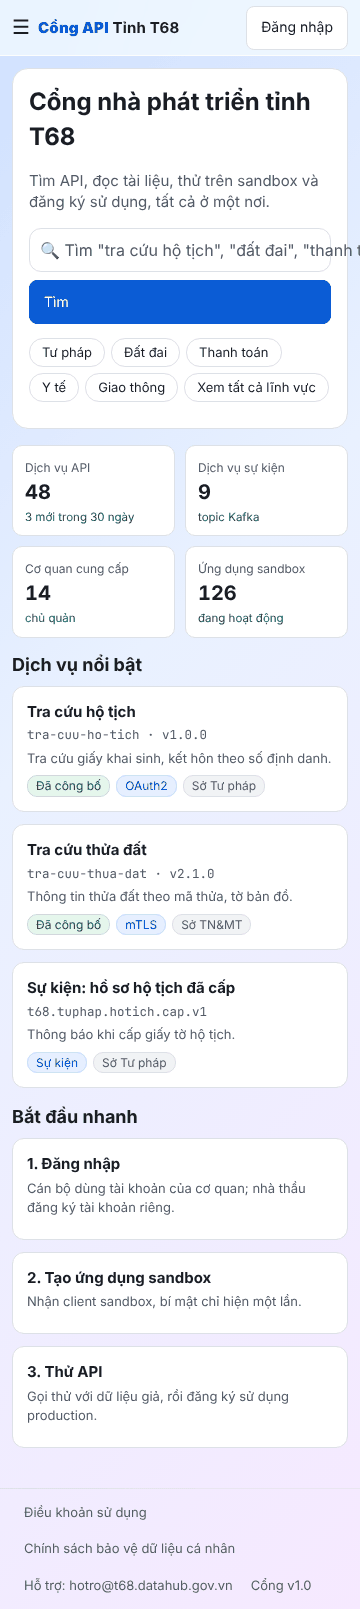 ☰ Cổng API Tỉnh T68
Đăng nhập
Cổng nhà phát triển tỉnh
T68
Tìm API, đọc tài liệu, thử trên sandbox và
đăng ký sử dụng, tất cả ở một nơi.
🔍 Tìm "tra cứu hộ tịch", "đất đai", "thanh t
Tìm
Tư pháp
Đất đai
Thanh toán
Y tế
Giao thông
Xem tất cả lĩnh vực
Dịch vụ API
48
3 mới trong 30 ngày
Dịch vụ sự kiện
9
topic Kafka
Cơ quan cung cấp
14
chủ quản
Ứng dụng sandbox
126
đang hoạt động
Dịch vụ nổi bật
Tra cứu hộ tịch
tra-cuu-ho-tich · v1.0.0
Tra cứu giấy khai sinh, kết hôn theo số định danh.
Đã công bố
OAuth2
Sở Tư pháp
Tra cứu thửa đất
tra-cuu-thua-dat · v2.1.0
Thông tin thửa đất theo mã thửa, tờ bản đồ.
Đã công bố
mTLS
Sở TN&MT
Sự kiện: hồ sơ hộ tịch đã cấp
t68.tuphap.hotich.cap.v1
Thông báo khi cấp giấy tờ hộ tịch.
Sự kiện
Sở Tư pháp
Bắt đầu nhanh
1. Đăng nhập
Cán bộ dùng tài khoản của cơ quan; nhà thầu
đăng ký tài khoản riêng.
2. Tạo ứng dụng sandbox
Nhận client sandbox, bí mật chỉ hiện một lần.
3. Thử API
Gọi thử với dữ liệu giả, rồi đăng ký sử dụng
production.
Điều khoản sử dụng
Chính sách bảo vệ dữ liệu cá nhân
Hỗ trợ: hotro@t68.datahub.gov.vn
Cổng v1.0